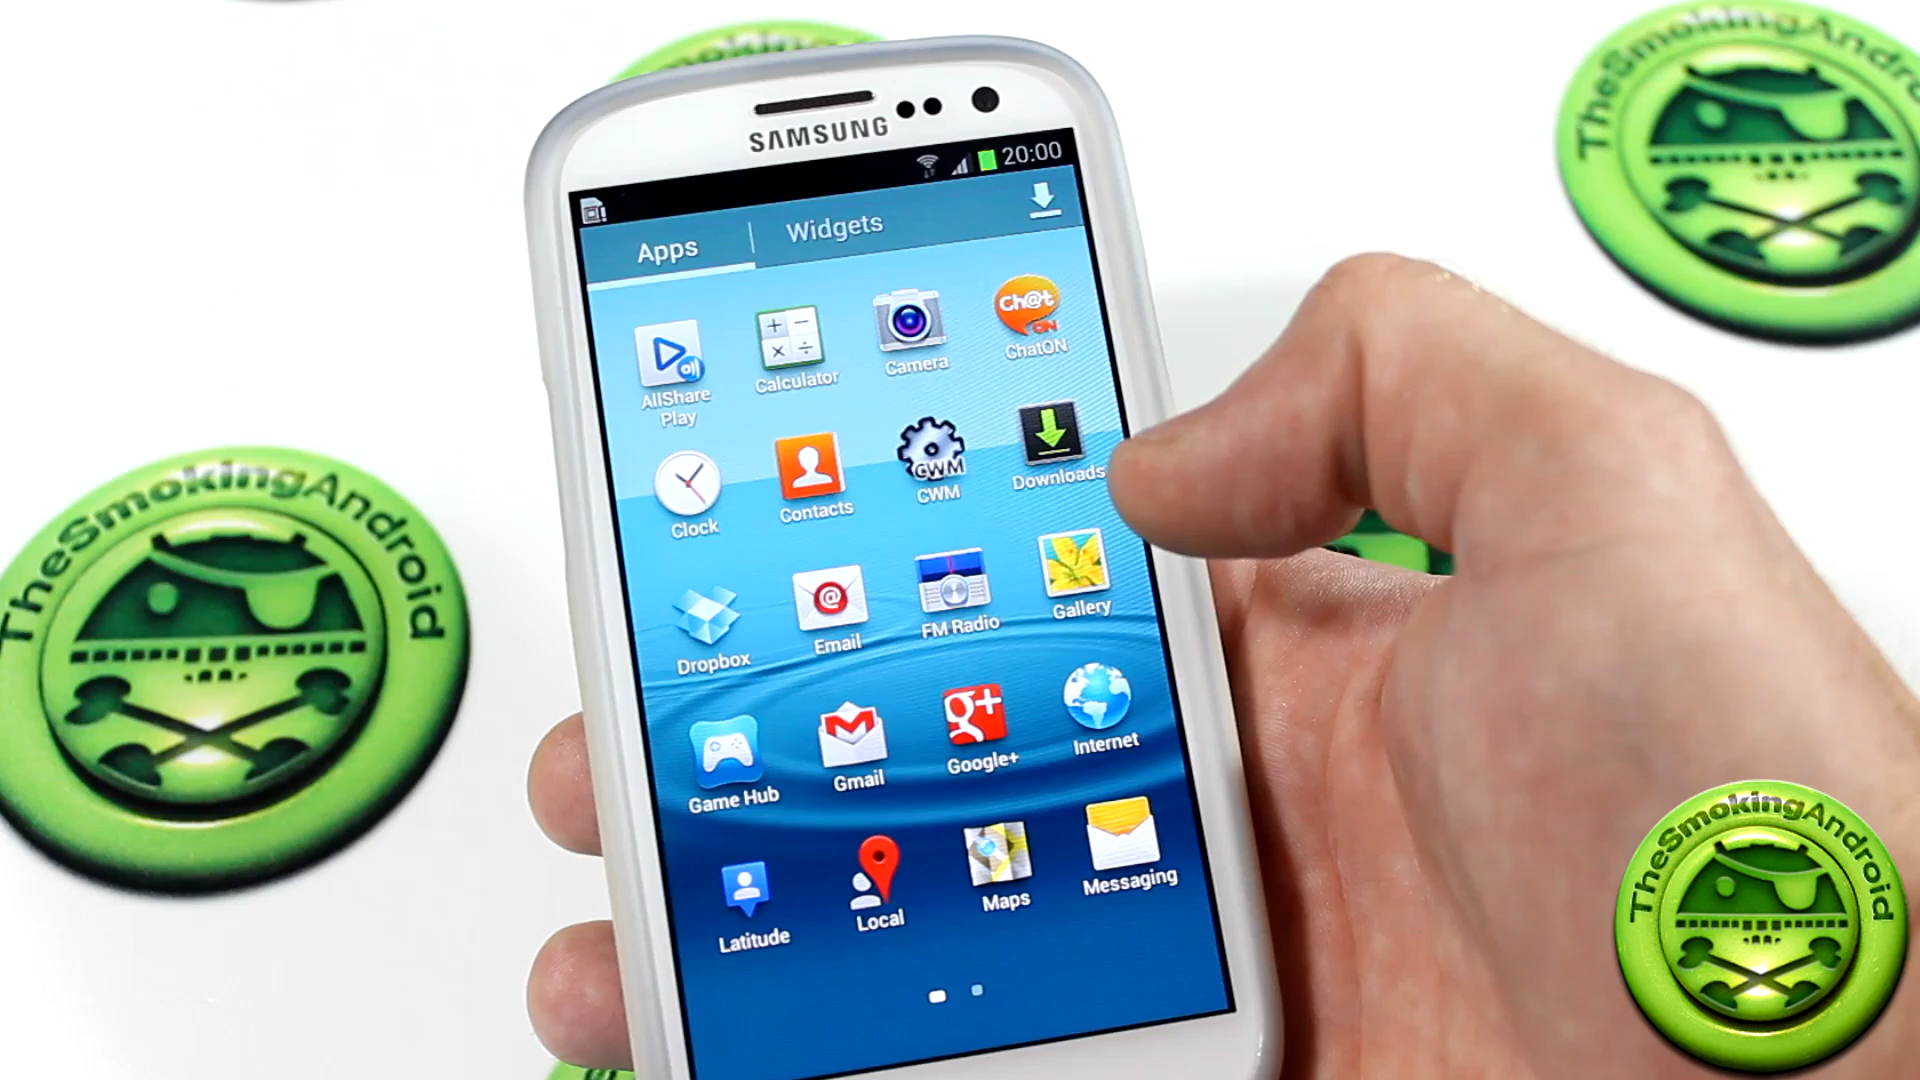 TheSmokingAndroid
SAMSUNG
20:00
Apps
Widgets
Ch@t
ON
AllShare
Play
Calculator
Camera
ChatON
CWM
Clock
Contacts
CWM
Downloads
@
Dropbox
Email
FM Radio
Gallery
g+
Game Hub
Gmail
Google+
Internet
Latitude
Local
Maps
Messaging
TheSmokingAndroid
TheSmokingAndroid